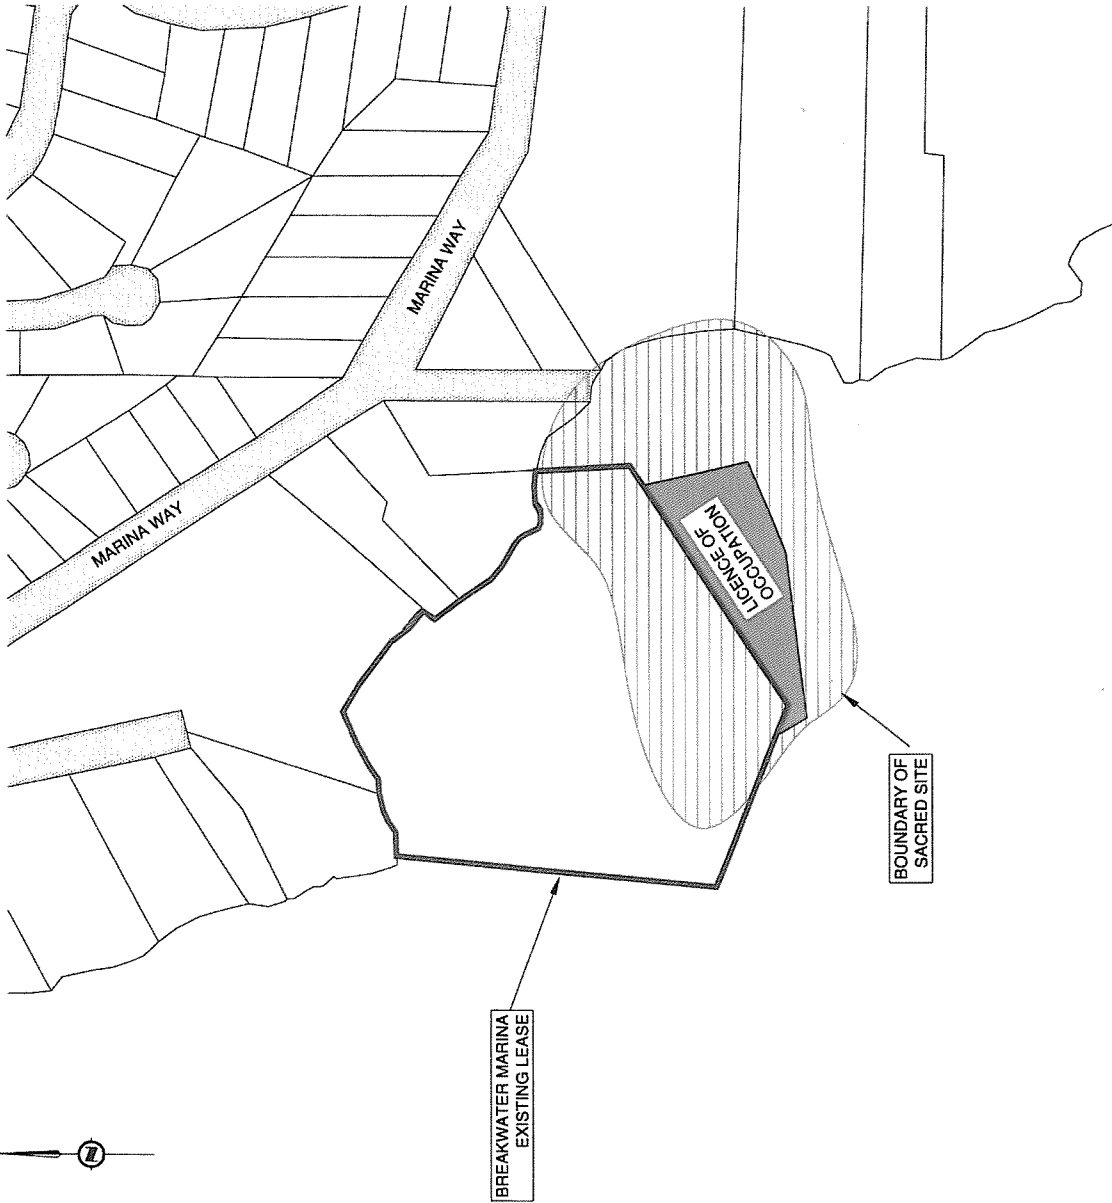 MARINA WAY
MARINA WAY
LICENCE OF
OCCUPATION
BOUNDARY OF
SACRED SITE
BREAKWATER MARINA
EXISTING LEASE
N